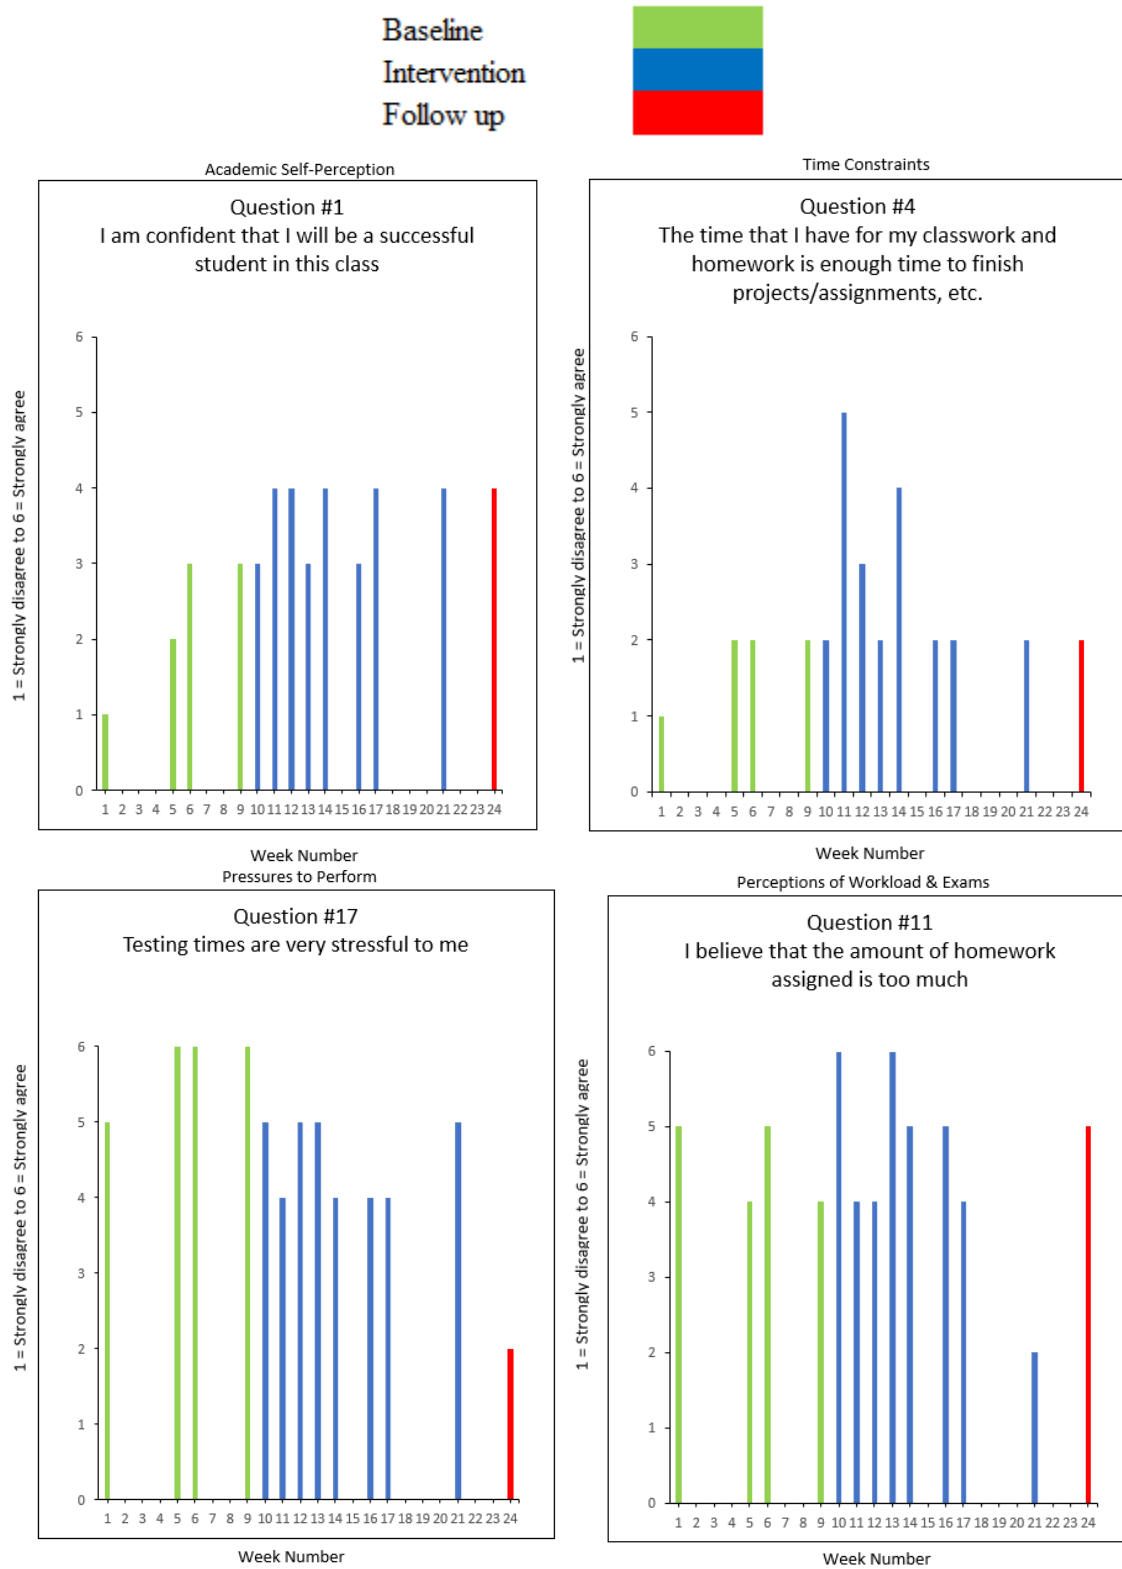 Baseline
Intervention
Follow up
Academic Self-Perception
Question #1
I am confident that I will be a successful
student in this class
1 = Strongly disagree to 6 = Strongly agree
6
5
4
3
2
1
0
1 2 3 4 5 6 7 8 9 10 11 12 13 14 15 16 17 18 19 20 21 22 23 24
Week Number
Time Constraints
Question #4
The time that I have for my classwork and
homework is enough time to finish
projects/assignments, etc.
1 = Strongly disagree to 6 = Strongly agree
6
5
4
3
2
1
0
1 2 3 4 5 6 7 8 9 10 11 12 13 14 15 16 17 18 19 20 21 22 23 24
Week Number
Pressures to Perform
Question #17
Testing times are very stressful to me
1 = Strongly disagree to 6 = Strongly agree
6
5
4
3
2
1
0
1 2 3 4 5 6 7 8 9 10 11 12 13 14 15 16 17 18 19 20 21 22 23 24
Week Number
Perceptions of Workload & Exams
Question #11
I believe that the amount of homework
assigned is too much
1 = Strongly disagree to 6 = Strongly agree
6
5
4
3
2
1
0
1 2 3 4 5 6 7 8 9 10 11 12 13 14 15 16 17 18 19 20 21 22 23 24
Week Number